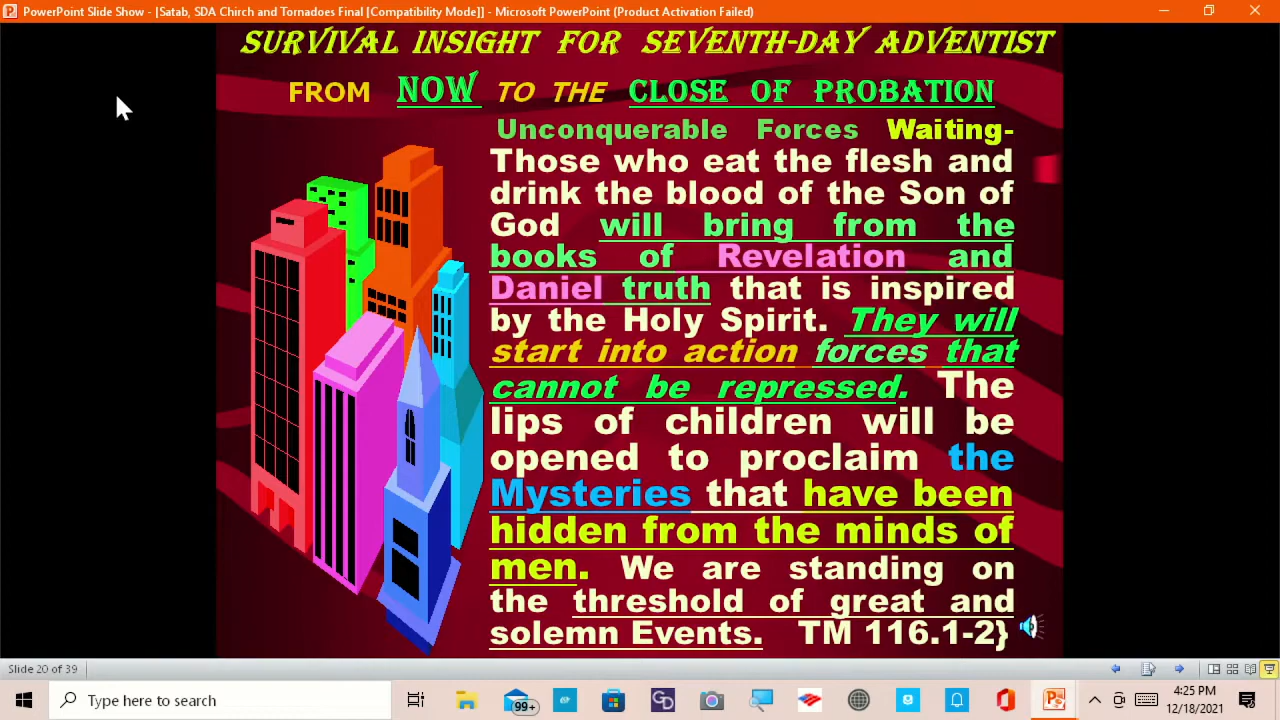 PowerPoint Slide Show - [Satab, SDA Chirch and Tornadoes Final [Compatibility Mode]] - Microsoft PowerPoint (Product Activation Failed)
SURVIVAL INSIGHT FOR SEVENTH-DAY ADVENTIST
FROM NOW TO THE CLOSE OF PROBATION
Unconquerable Forces Waiting-
Those who eat the flesh and
drink the blood of the Son of
God will bring from the
books of Revelation and
Daniel truth that is inspired
by the Holy Spirit. They will
start into action forces that
cannot be repressed. The
lips of children will be
opened to proclaim the
Mysteries that have been
hidden from the minds of
men. We are standing on
the threshold of great and
solemn Events. TM 116.1-2}
Slide 20 of 39
Type here to search
99+
GD
4:25 PM
12/18/2021